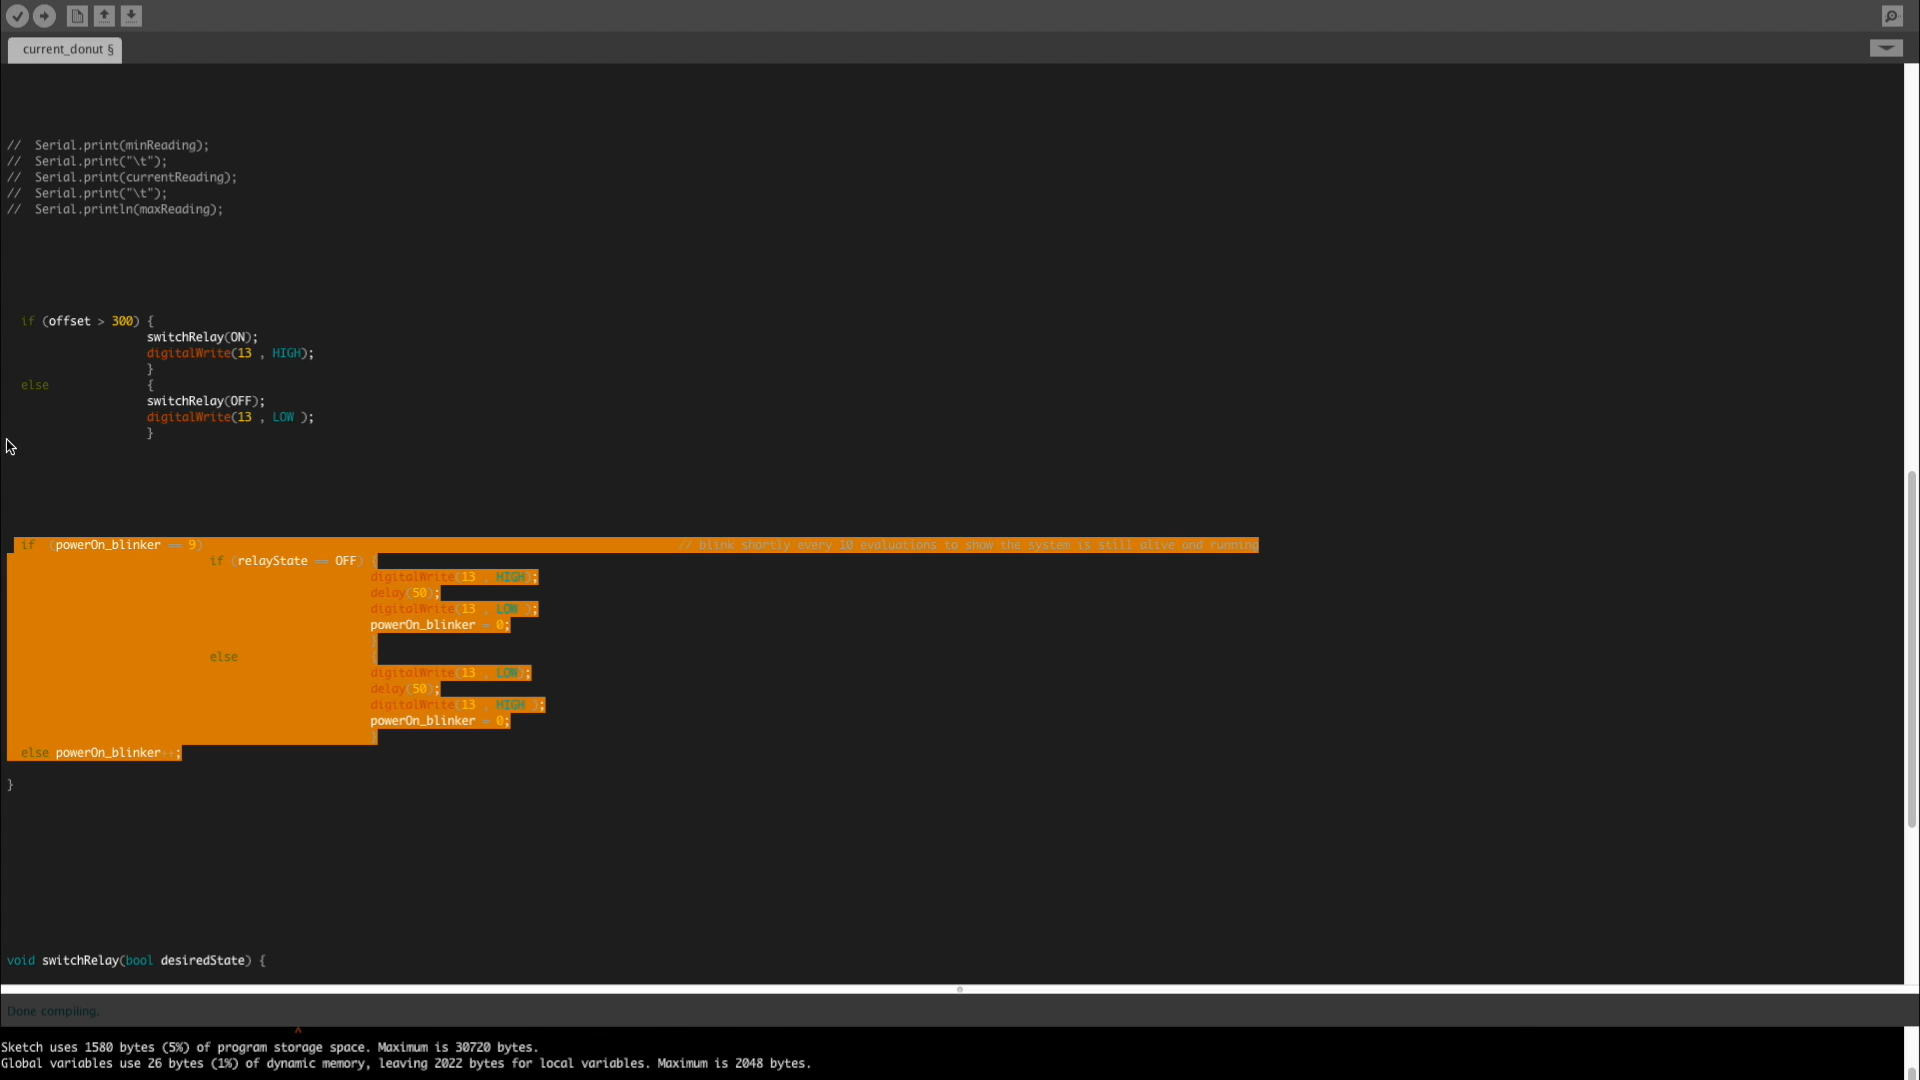 current_donut §
//  Serial.print(minReading);
//  Serial.print("\t");
//  Serial.print(currentReading);
//  Serial.print("\t");
//  Serial.println(maxReading);
if (offset > 300) {
switchRelay(ON);
digitalWrite(13 , HIGH);
}
else {
switchRelay(OFF);
digitalWrite(13 , LOW );
}
if  (powerOn_blinker == 9) // blink shortly every 10 evaluations to show the system is still alive and running
if (relayState == OFF) {
digitalWrite(13 , HIGH);
delay(50);
digitalWrite(13 , LOW );
powerOn_blinker = 0;
}
else {
digitalWrite(13 , LOW);
delay(50);
digitalWrite(13 , HIGH );
powerOn_blinker = 0;
}
else powerOn_blinker++;
}
void switchRelay(bool desiredState) {
Done compiling.
^
Sketch uses 1580 bytes (5%) of program storage space. Maximum is 30720 bytes.
Global variables use 26 bytes (1%) of dynamic memory, leaving 2022 bytes for local variables. Maximum is 2048 bytes.